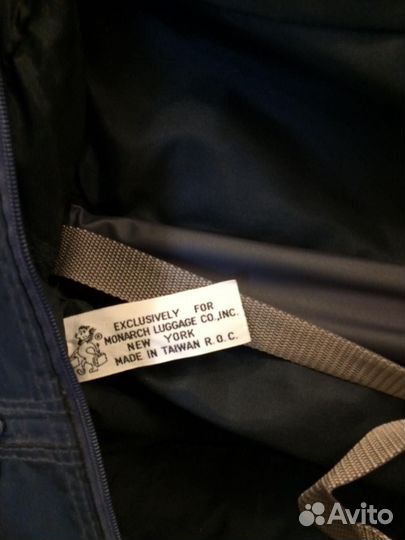 EXCLUSIVELY FOR
MONARCH LUGGAGE CO.,INC.
NEW YORK
MADE IN TAIWAN R.O.C.
Avito